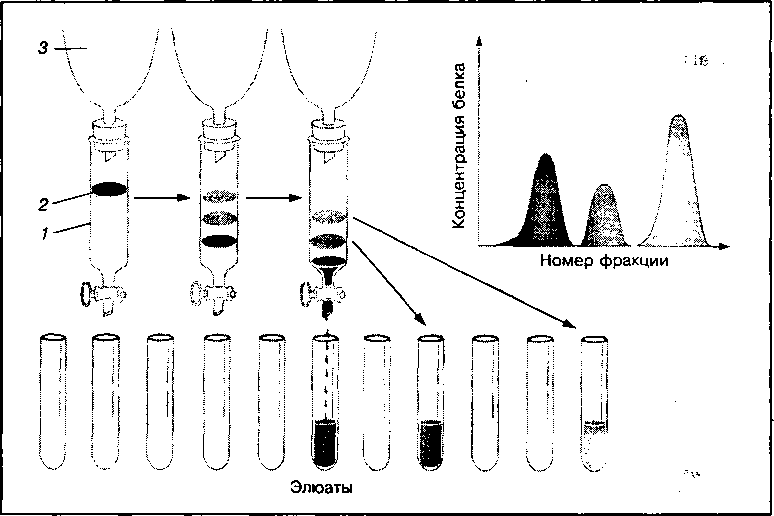 3
2
1
Концентрация белка
Номер фракции
Элюаты